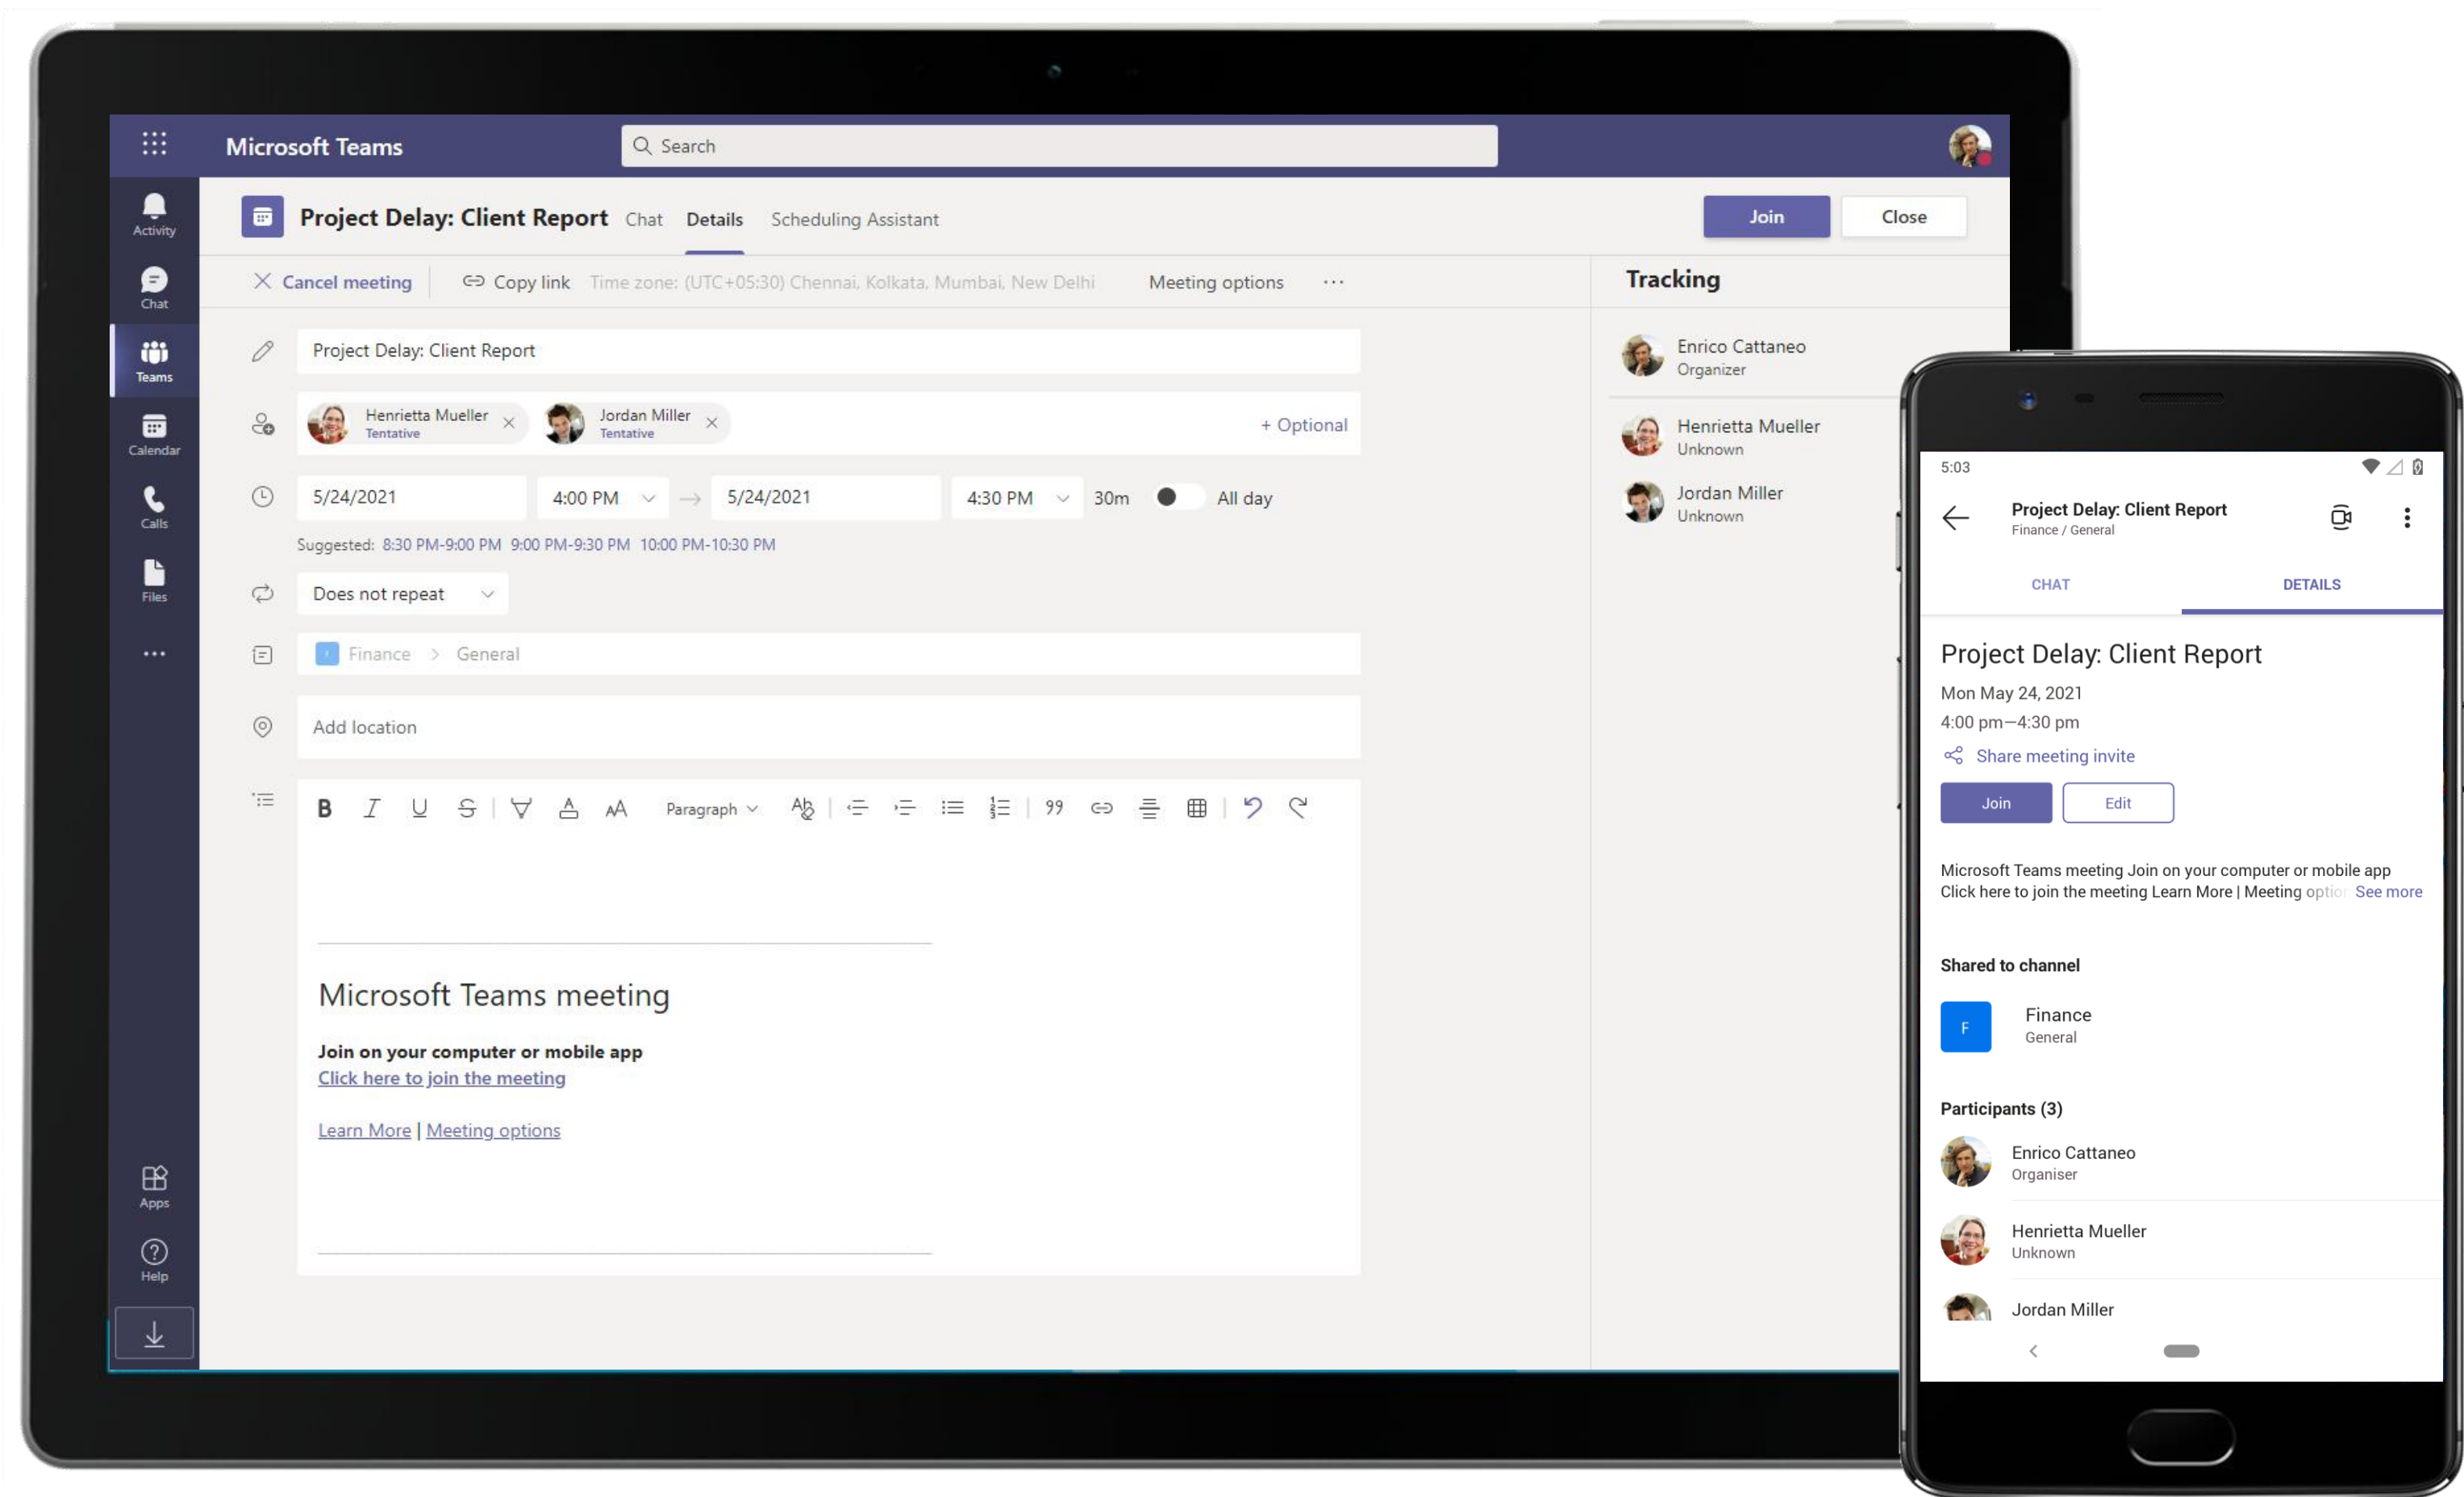 Microsoft Teams
Search
Activity
Chat
Teams
Calendar
Calls
Files
Apps
Help
Project Delay: Client Report Chat Details Scheduling Assistant
Join Close
Cancel meeting Copy link Time zone: (UTC+05:30) Chennai, Kolkata, Mumbai, New Delhi Meeting options ...
Project Delay: Client Report
Henrietta Mueller
Tentative
Jordan Miller
Tentative
+ Optional
5/24/2021 4:00 PM → 5/24/2021 4:30 PM 30m All day
Suggested: 8:30 PM-9:00 PM 9:00 PM-9:30 PM 10:00 PM-10:30 PM
Does not repeat
Finance > General
Add location
B I U S A AA Paragraph Ab 99
Microsoft Teams meeting
Join on your computer or mobile app
Click here to join the meeting
Learn More | Meeting options
Tracking
Enrico Cattaneo
Organizer
Henrietta Mueller
Unknown
Jordan Miller
Unknown
5:03
Project Delay: Client Report
Finance / General
CHAT DETAILS
Project Delay: Client Report
Mon May 24, 2021
4:00 pm—4:30 pm
Share meeting invite
Join Edit
Microsoft Teams meeting Join on your computer or mobile app
Click here to join the meeting Learn More | Meeting option See more
Shared to channel
F
Finance
General
Participants (3)
Enrico Cattaneo
Organiser
Henrietta Mueller
Unknown
Jordan Miller